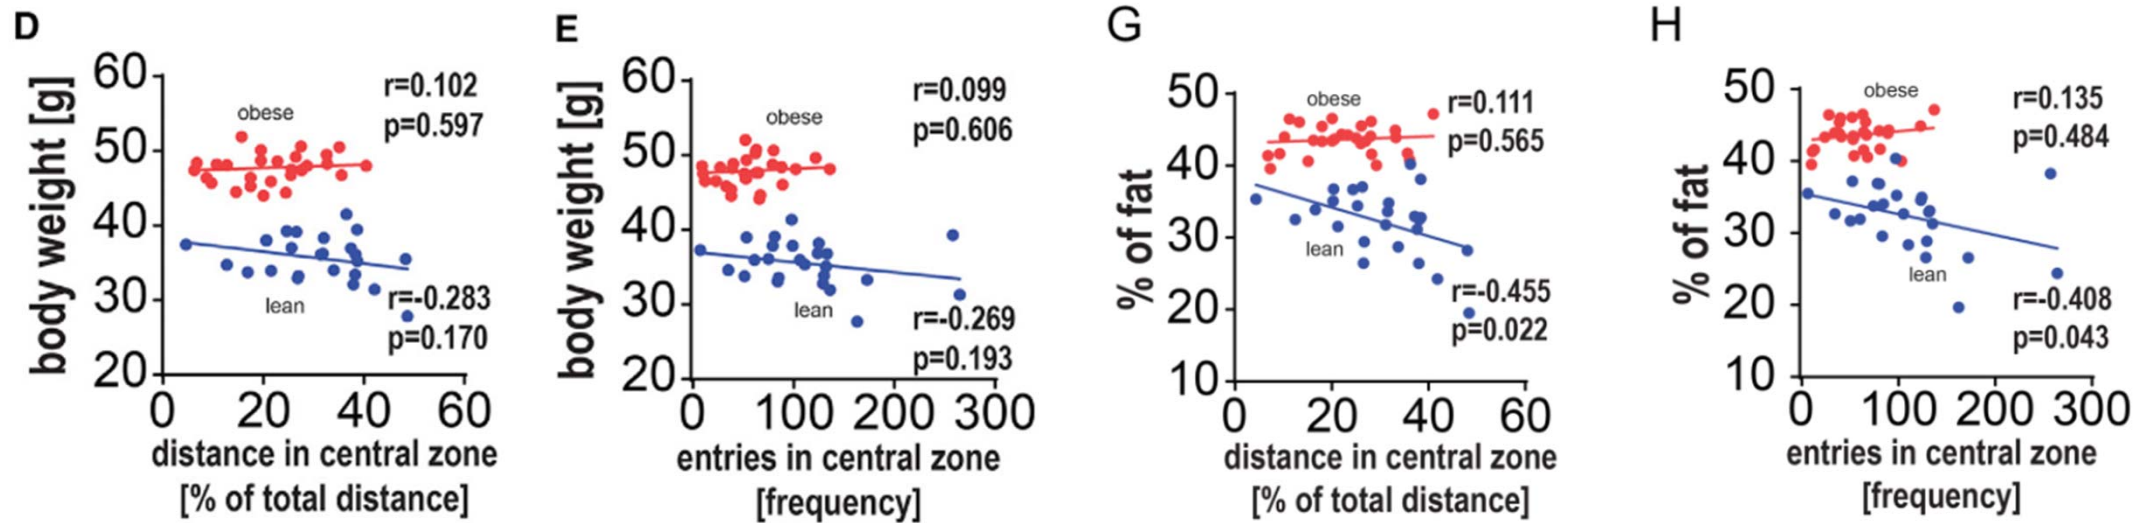 D
body weight [g]
60
50
40
30
20
obese
r=0.102
p=0.597
lean
r=-0.283
p=0.170
0 20 40 60
distance in central zone
[% of total distance]
E
body weight [g]
60
50
40
30
20
obese
r=0.099
p=0.606
lean
r=-0.269
p=0.193
0 100 200 300
entries in central zone
[frequency]
G
% of fat
50
40
30
20
10
obese
r=0.111
p=0.565
lean
r=-0.455
p=0.022
0 20 40 60
distance in central zone
[% of total distance]
H
% of fat
50
40
30
20
10
obese
r=0.135
p=0.484
lean
r=-0.408
p=0.043
0 100 200 300
entries in central zone
[frequency]